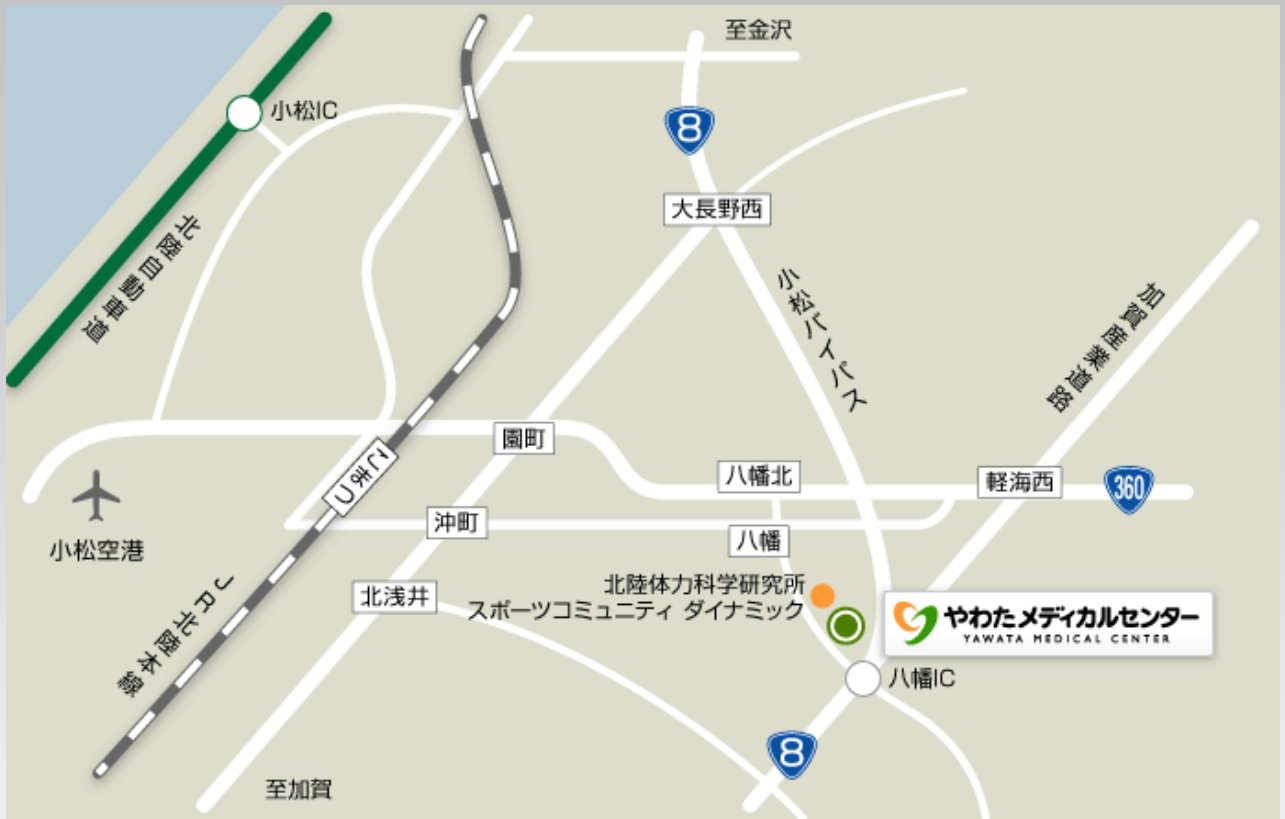 至金沢
小松IC
8
大長野西
北陸自動車道
小松バイパス
加賀産業道路
園町
こまつ
八幡北
軽海西
360
小松空港
沖町
八幡
北浅井
北陸体力科学研究所
スポーツコミュニティ ダイナミック
やわたメディカルセンター
YAWATA MEDICAL CENTER
JR北陸本線
八幡IC
8
至加賀